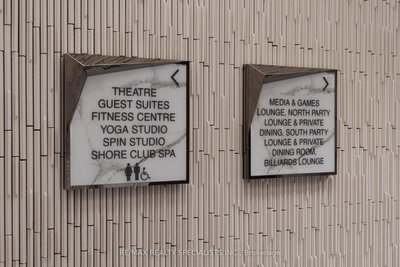 THEATRE
GUEST SUITES
FITNESS CENTRE
YOGA STUDIO
SPIN STUDIO
SHORE CLUB SPA
MEDIA & GAMES
LOUNGE, NORTH PARTY
LOUNGE & PRIVATE
DINING, SOUTH PARTY
LOUNGE & PRIVATE
DINING ROOM,
BILLIARDS LOUNGE
RE/MAX REALTY SPECIALISTS INC., Brokerage